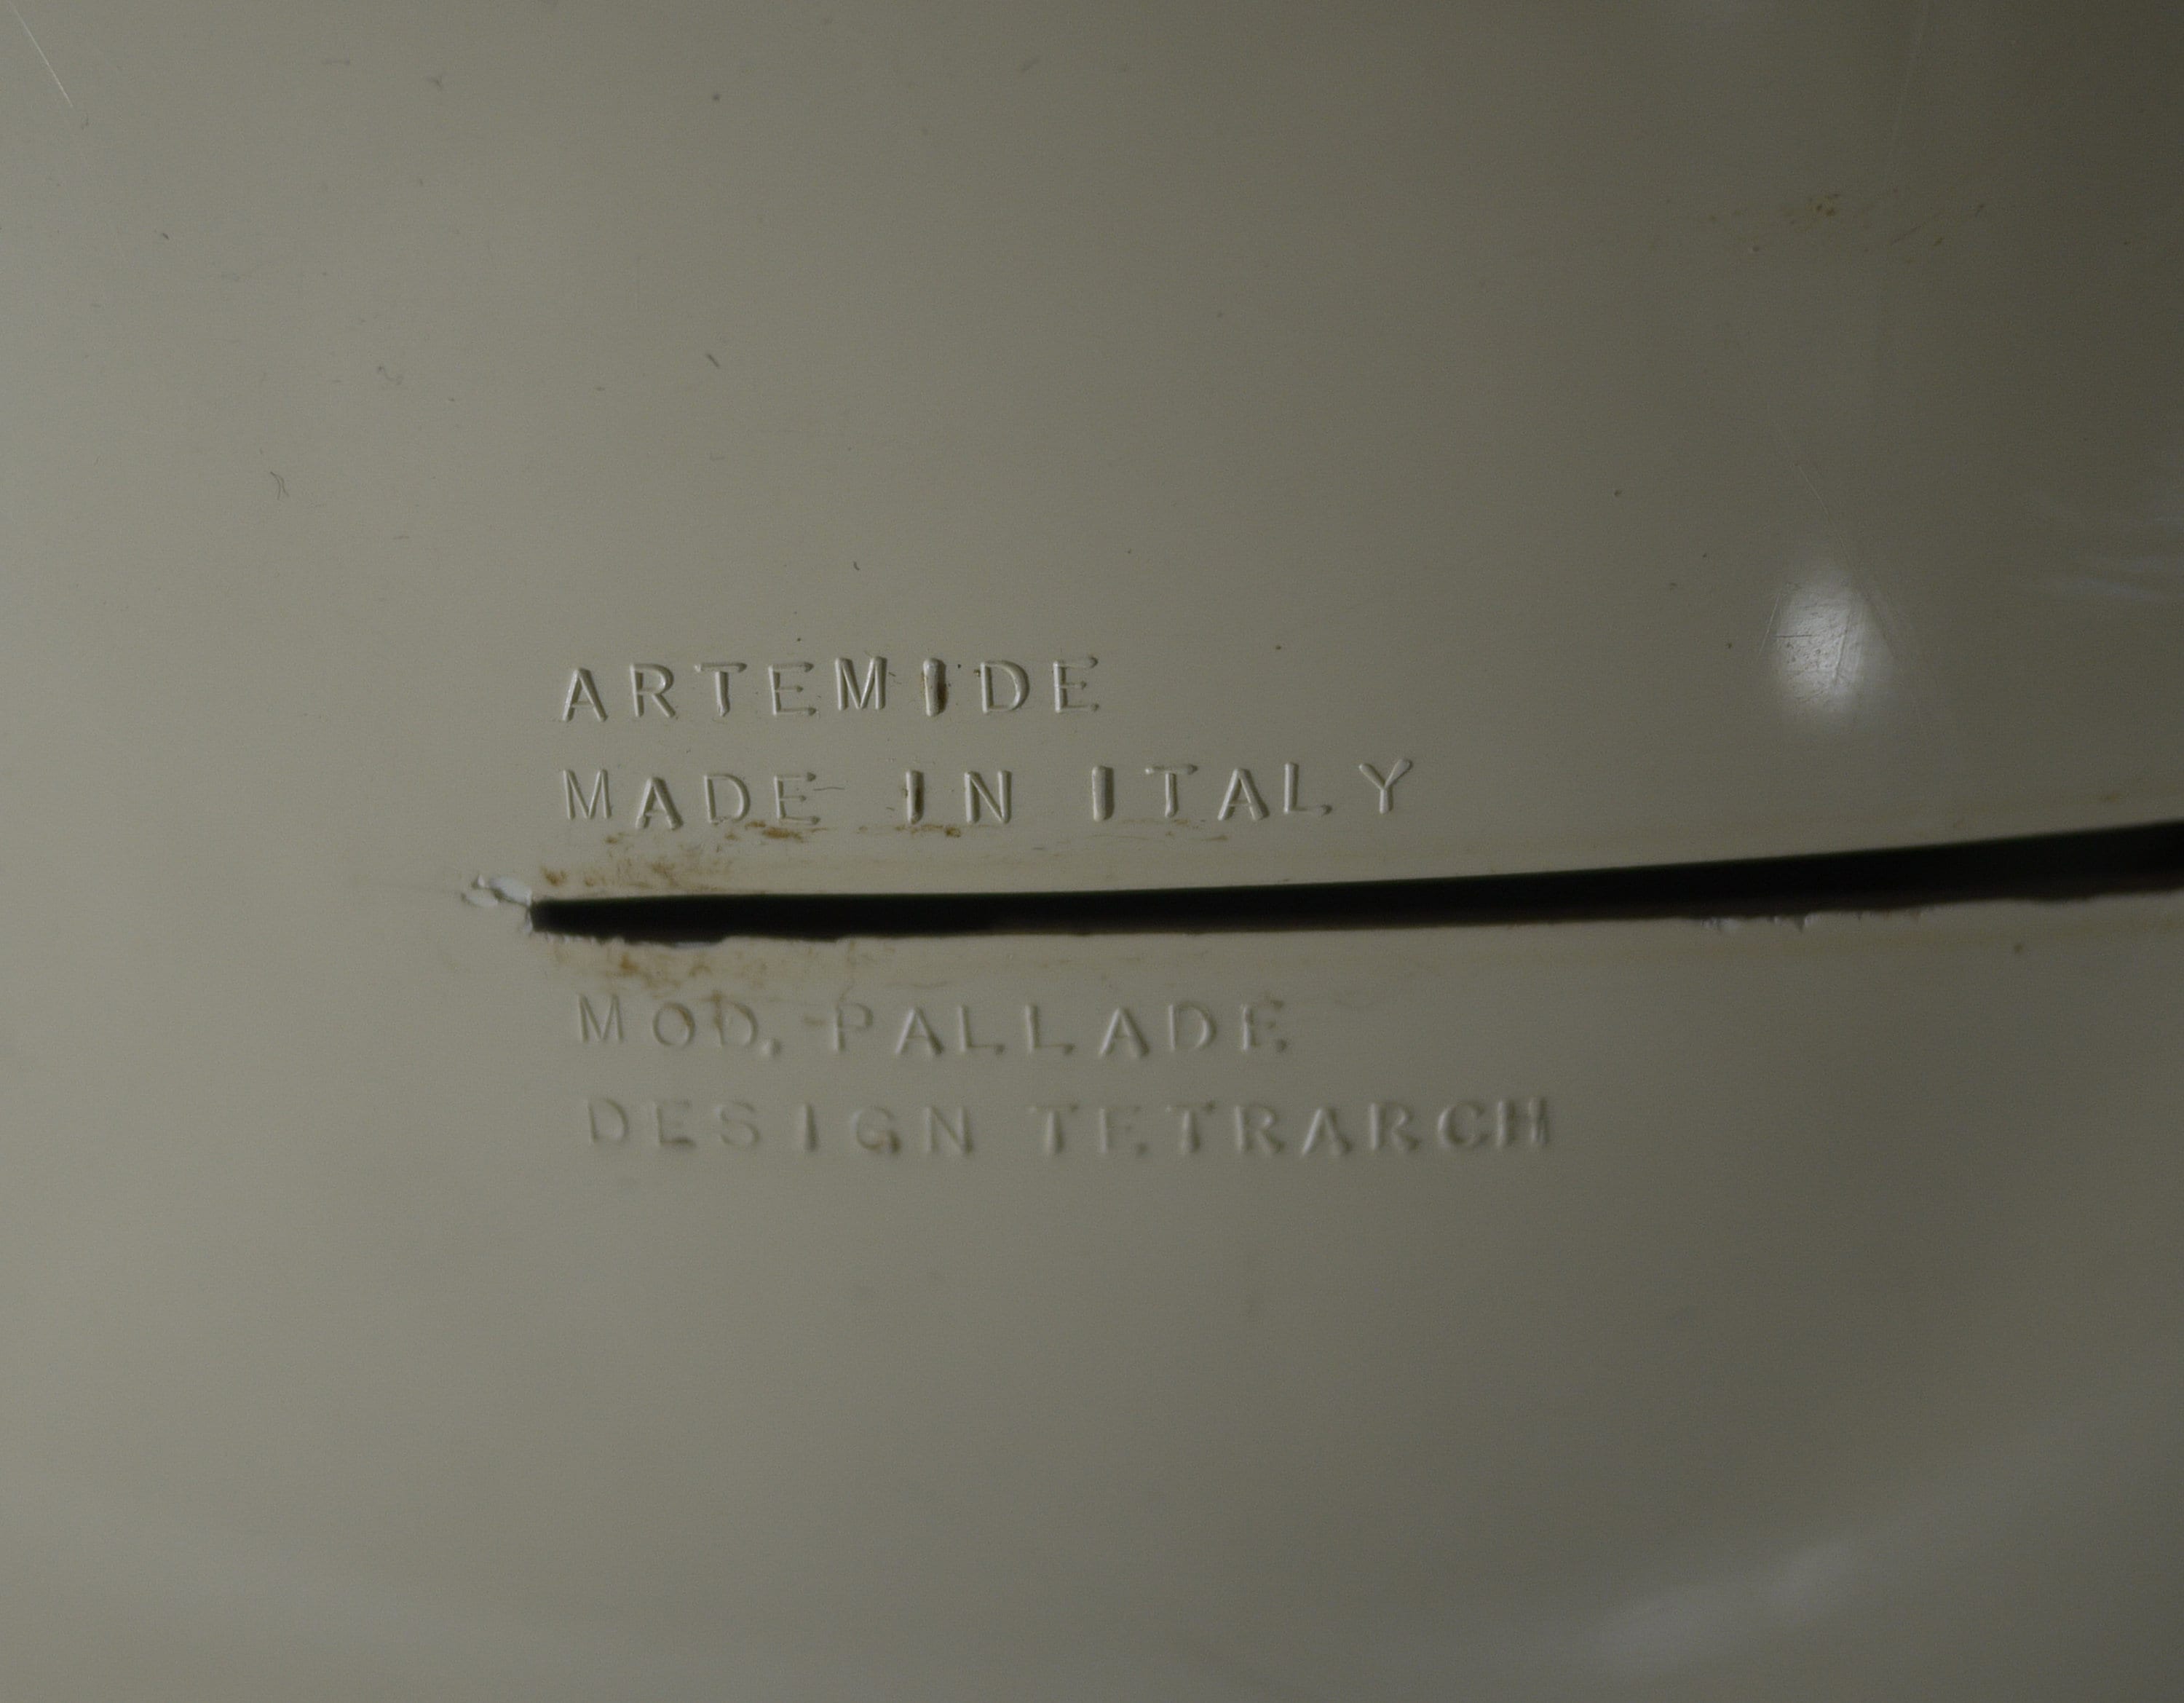 ARTEMIDE
MADE IN ITALY
MOD. PALLADE
DESIGN TETRARCH